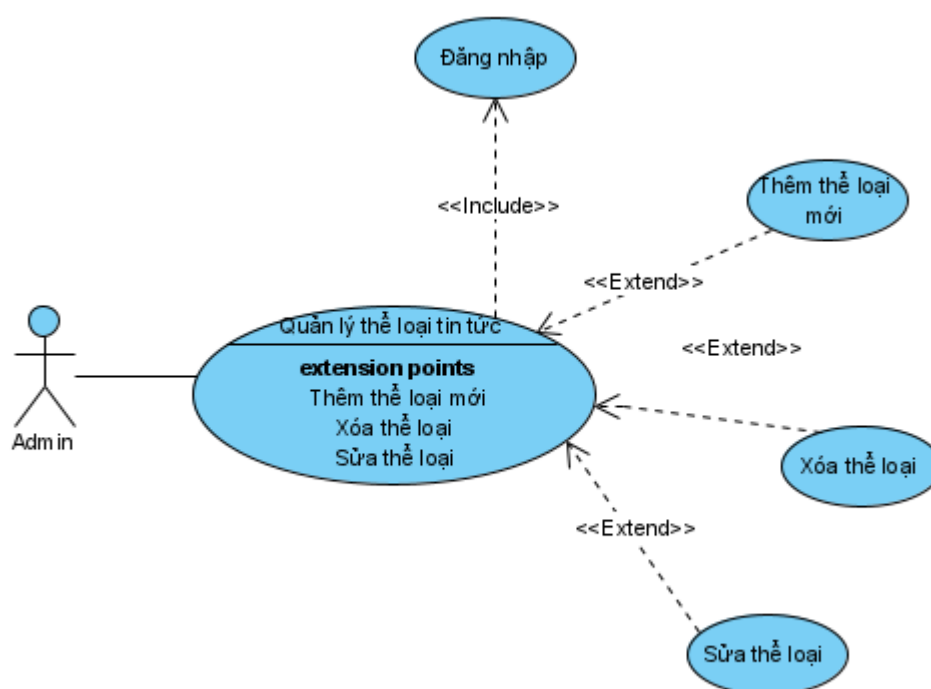 Đăng nhập
Thêm thể loại
mới
<<Include>>
<<Extend>>
Quản lý thể loại tin tức
<<Extend>>
extension points
Thêm thể loại mới
Xóa thể loại
Sửa thể loại
Admin
Xóa thể loại
<<Extend>>
Sửa thể loại